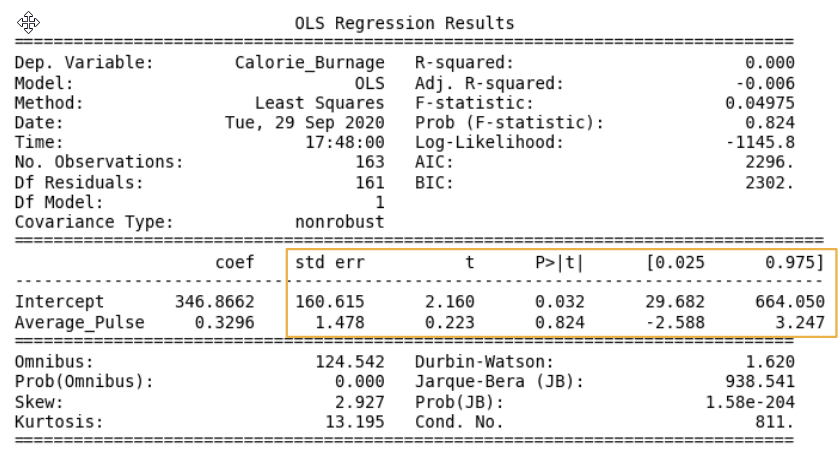 OLS Regression Results
==============================================================================
Dep. Variable: Calorie_Burnage R-squared: 0.000
Model: OLS Adj. R-squared: -0.006
Method: Least Squares F-statistic: 0.04975
Date: Tue, 29 Sep 2020 Prob (F-statistic): 0.824
Time: 17:48:00 Log-Likelihood: -1145.8
No. Observations: 163 AIC: 2296.
Df Residuals: 161 BIC: 2302.
Df Model: 1
Covariance Type: nonrobust
=================================================================================
coef std err t P>|t| [0.025 0.975]
---------------------------------------------------------------------------------
Intercept 346.8662 160.615 2.160 0.032 29.682 664.050
Average_Pulse 0.3296 1.478 0.223 0.824 -2.588 3.247
==============================================================================
Omnibus: 124.542 Durbin-Watson: 1.620
Prob(Omnibus): 0.000 Jarque-Bera (JB): 938.541
Skew: 2.927 Prob(JB): 1.58e-204
Kurtosis: 13.195 Cond. No. 811.
==============================================================================